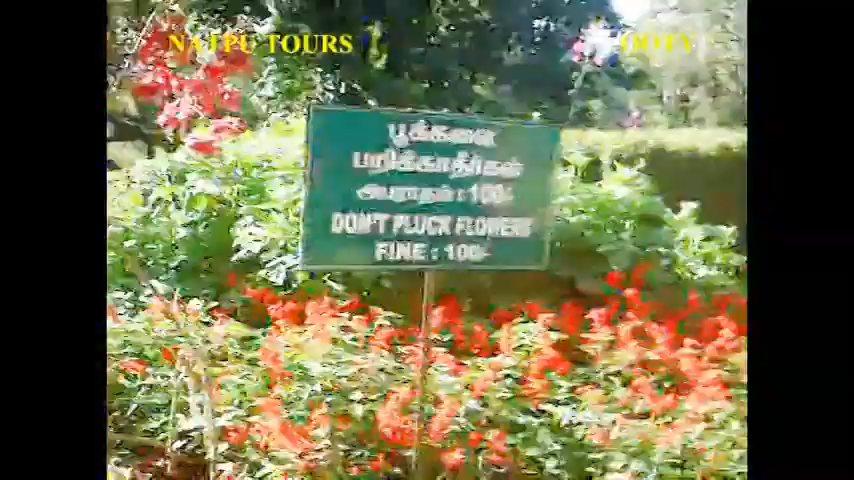 NATPU TOURS
OOTY
பூக்களை
பறிக்காதீர்கள்
அபராதம் : 100/-
DON'T PLUCK FLOWERS
FINE : 100/-